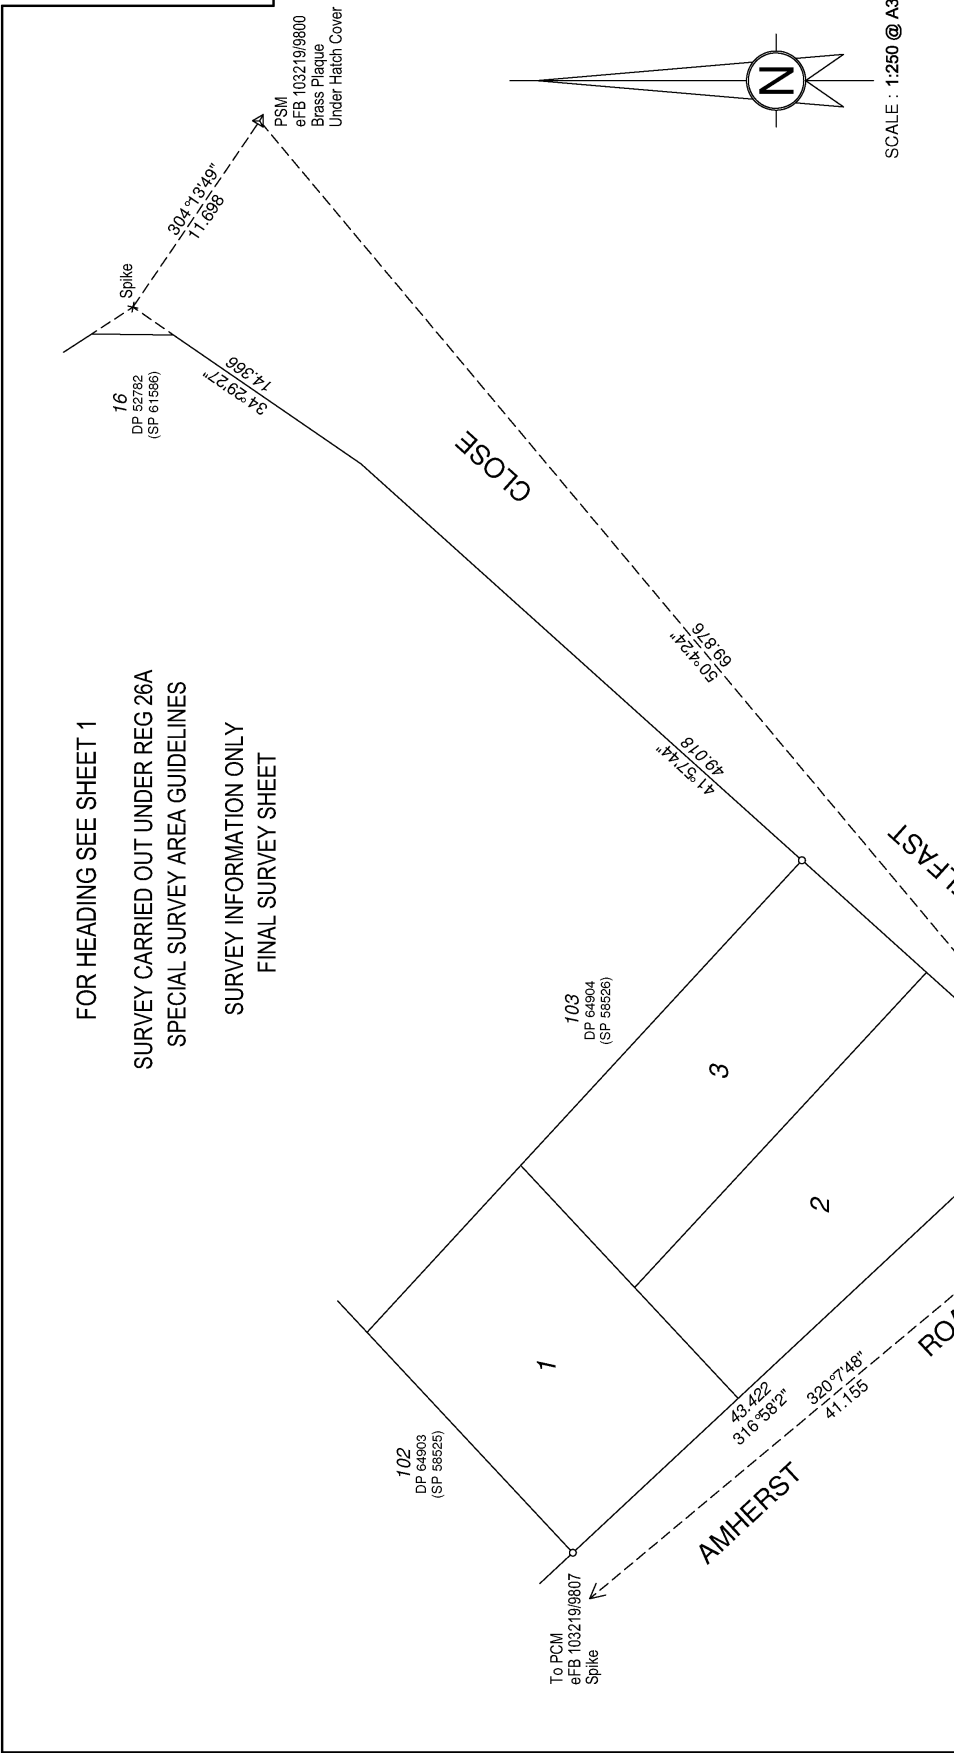 FOR HEADING SEE SHEET 1
SURVEY CARRIED OUT UNDER REG 26A
SPECIAL SURVEY AREA GUIDELINES
SURVEY INFORMATION ONLY
FINAL SURVEY SHEET
16
DP 52782
(SP 61586)
Spike
304°13'49"
11.698
PSM
eFB 103219/9800
Brass Plaque
Under Hatch Cover
34°29'27"
14.366
CLOSE
50°4'24"
69.876
41°57'44"
49.018
N
SCALE : 1:250 @ A3
LFAST
103
DP 64904
(SP 58526)
3
2
1
102
DP 64903
(SP 58525)
43.422
316°58'2"
320°7'48"
41.155
AMHERST
ROA
To PCM
eFB 103219/9807
Spike